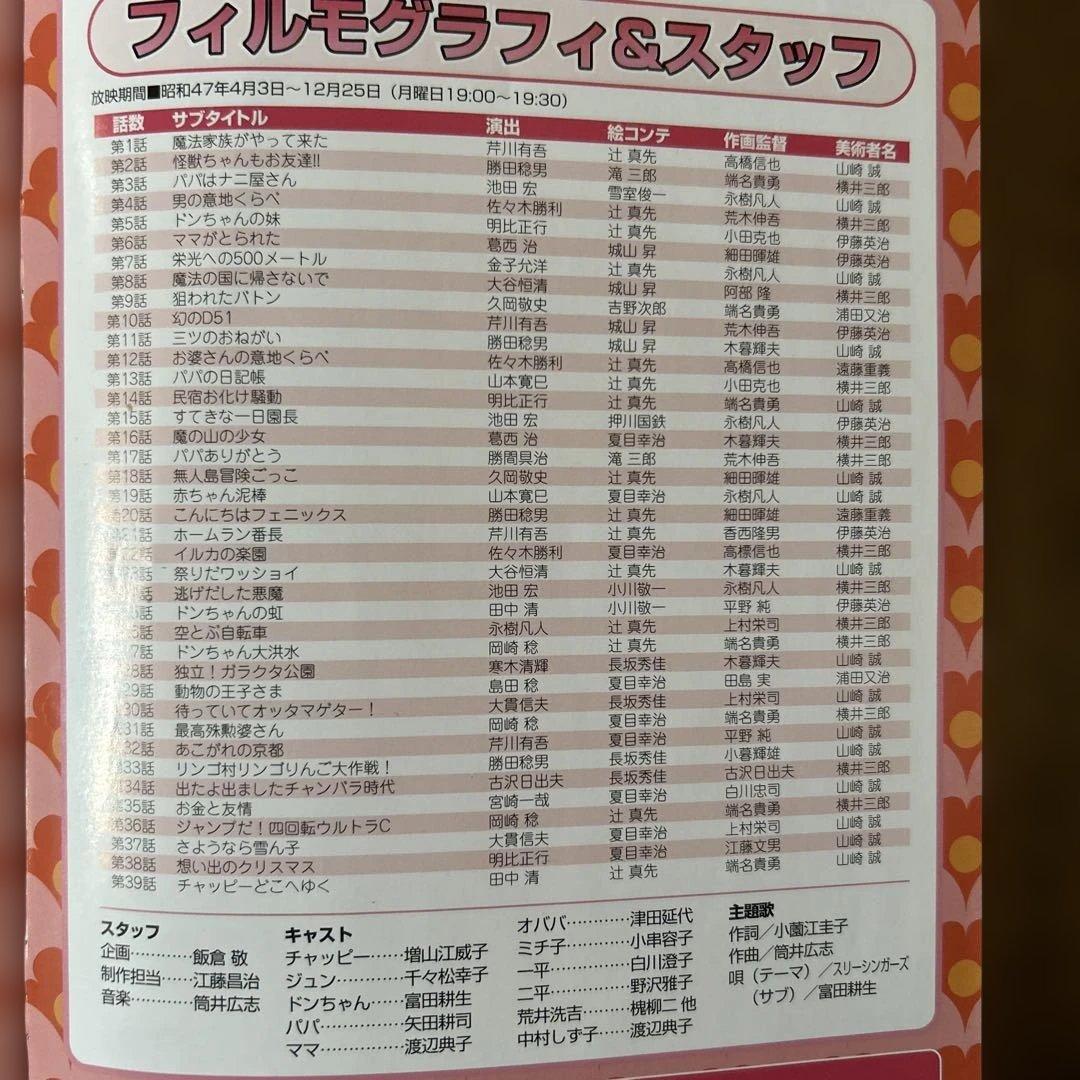 フィルモグラフィ&スタッフ
放映期間■昭和47年4月3日～12月25日（月曜日19:00～19:30）
話数 サブタイトル 演出 絵コンテ 作画監督 美術者名
第1話 魔法家族がやって来た 芹川有吾 辻 真先 高橋信也 山崎 誠
第2話 怪獣ちゃんもお友達!! 勝田稔男 滝 三郎 端名貴勇 横井三郎
第3話 パパはナニ屋さん 池田 宏 雪室俊一 永樹凡人 山崎 誠
第4話 男の意地くらべ 佐々木勝利 辻 真先 荒木伸吾 横井三郎
第5話 ドンちゃんの妹 明比正行 辻 真先 小田克也 伊藤英治
第6話 ママがとられた 葛西 治 城山 昇 細田暉雄 伊藤英治
第7話 栄光への500メートル 金子允洋 辻 真先 永樹凡人 山崎 誠
第8話 魔法の国に帰さないで 大谷恒清 城山 昇 阿部 隆 横井三郎
第9話 狙われたバトン 久岡敬史 吉野次郎 端名貴勇 浦田又治
第10話 幻のD51 芹川有吾 城山 昇 荒木伸吾 伊藤英治
第11話 三ツのおねがい 勝田稔男 城山 昇 木暮輝夫 山崎 誠
第12話 お婆さんの意地くらべ 佐々木勝利 辻 真先 高橋信也 遠藤重義
第13話 パパの日記帳 山本寛巳 辻 真先 小田克也 横井三郎
第14話 民宿お化け騒動 明比正行 辻 真先 端名貴勇 山崎 誠
第15話 すてきな一日園長 池田 宏 押川国鉄 永樹凡人 伊藤英治
第16話 魔の山の少女 葛西 治 夏目幸治 木暮輝夫 横井三郎
第17話 パパありがとう 勝周具治 滝 三郎 荒木伸吾 横井三郎
第18話 無人島冒険ごっこ 久岡敬史 辻 真先 細田暉雄 山崎 誠
第19話 赤ちゃん泥棒 山本寛巳 夏目幸治 永樹凡人 山崎 誠
第20話 こんにちはフェニックス 勝田稔男 辻 真先 細田暉雄 遠藤重義
21話 ホームラン番長 芹川有吾 辻 真先 香西隆男 伊藤英治
22話 イルカの楽園 佐々木勝利 夏目幸治 高標信也 横井三郎
3話 祭りだワッショイ 大谷恒清 辻 真先 木暮輝夫 山崎 誠
話 逃げだした悪魔 池田 宏 小川敬一 永樹凡人 横井三郎
5話 ドンちゃんの虹 田中 清 小川敬一 平野 純 伊藤英治
6話 空とぶ自転車 永樹凡人 辻 真先 上村栄司 横井三郎
7話 ドンちゃん大洪水 岡崎 稔 辻 真先 端名貴勇 横井三郎
28話 独立！ガラクタ公園 寒木清輝 長坂秀佳 木暮輝夫 山崎 誠
29話 動物の王子さま 島田 稔 夏目幸治 田島 実 浦田又治
第30話 待っていてオッタマゲター！ 大貫信夫 長坂秀佳 上村栄司 山崎 誠
第31話 最高殊勲婆さん 岡崎 稔 夏目幸治 端名貴勇 横井三郎
第32話 あこがれの京都 芹川有吾 夏目幸治 平野 純 山崎 誠
第33話 リンゴ村リンゴりんご大作戦！ 勝田稔男 長坂秀佳 小暮輝雄 山崎 誠
第34話 出たよ出ましたチャンバラ時代 古沢日出夫 長坂秀佳 古沢日出夫 横井三郎
第35話 お金と友情 宮崎一哉 夏目幸治 白川忠司 山崎 誠
第36話 ジャンプだ！四回転ウルトラC 岡崎 稔 辻 真先 端名貴勇 横井三郎
第37話 さようなら雪ん子 大貫信夫 夏目幸治 上村栄司 山崎 誠
第38話 想い出のクリスマス 明比正行 夏目幸治 江藤文男 山崎 誠
第39話 チャッピーどこへゆく 田中 清 辻 真先 端名貴勇 山崎 誠
スタッフ
企画…………飯倉 敬
制作担当……江藤昌治
音楽…………筒井広志
キャスト
チャッピー……増山江威子
ジュン…………千々松幸子
ドンちゃん……富田耕生
パパ……………矢田耕司
ママ……………渡辺典子
オババ…………津田延代
ミチ子…………小串容子
一平……………白川澄子
二平……………野沢雅子
荒井洗吉………槐柳二 他
中村しず子……渡辺典子
主題歌
作詞／小薗江圭子
作曲／筒井広志
唄（テーマ）／スリーシンガーズ
（サブ）／富田耕生